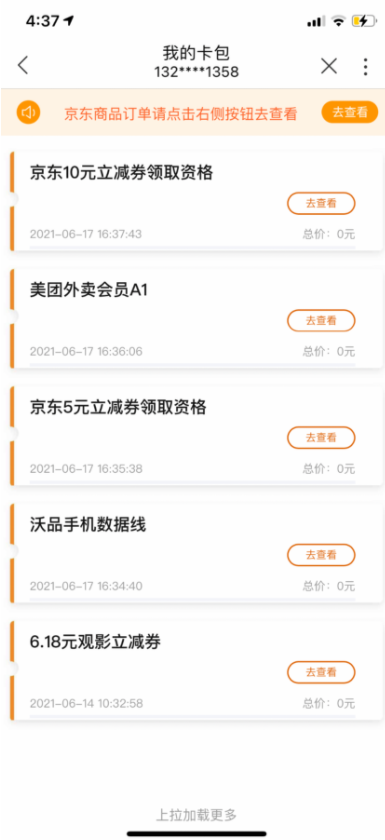 4:37
我的卡包
132****1358
京东商品订单请点击右侧按钮去查看 去查看
京东10元立减券领取资格
去查看
2021-06-17 16:37:43 总价：0元
美团外卖会员A1
去查看
2021-06-17 16:36:06 总价：0元
京东5元立减券领取资格
去查看
2021-06-17 16:35:38 总价：0元
沃品手机数据线
去查看
2021-06-17 16:34:40 总价：0元
6.18元观影立减券
去查看
2021-06-14 10:32:58 总价：0元
上拉加载更多